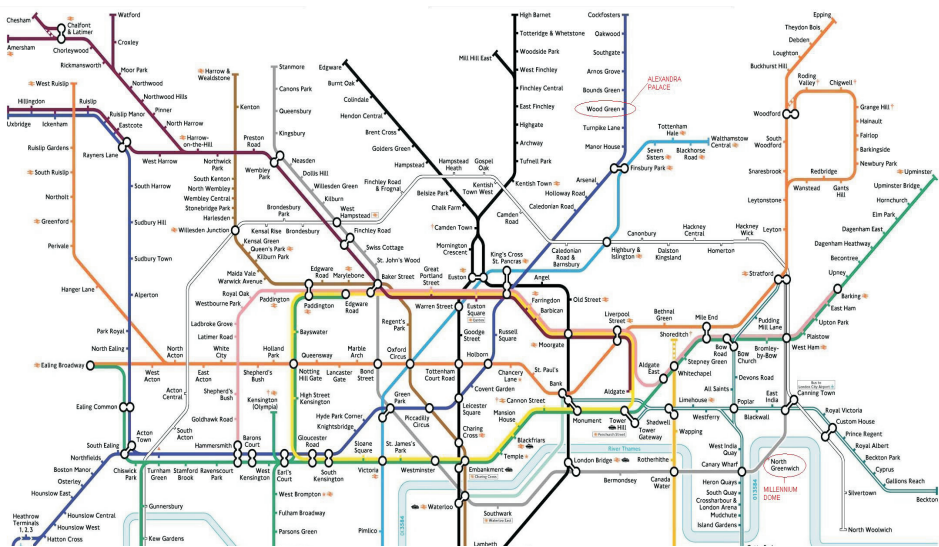 Chesham
Chalfont
& Latimer
Watford
Amersham
Chorleywood
Croxley
Rickmansworth
Moor Park
Northwood
Northwood Hills
Pinner
North Harrow
Harrow-
on-the-Hill
West Ruislip
Hillingdon
Ruislip
Ruislip Manor
Eastcote
Uxbridge
Ickenham
Ruislip Gardens
Rayners Lane
West Harrow
Northwick
Park
South Ruislip
Northolt
Greenford
Perivale
Hanger Lane
South Harrow
Sudbury Hill
Sudbury Town
Alperton
Park Royal
North Ealing
Ealing Broadway
West
Acton
North
Acton
East
Acton
Ealing Common
South Ealing
Acton
Town
Acton
Central
South
Acton
Northfields
Boston Manor
Osterley
Hounslow East
Hounslow Central
Hounslow West
Hatton Cross
Heathrow
Terminals
1, 2, 3
Chiswick
Park
Turnham
Green
Stamford
Brook
Ravenscourt
Park
Gunnersbury
Kew Gardens
Harrow &
Wealdstone
Kenton
Preston
Road
South Kenton
North Wembley
Wembley Central
Stonebridge Park
Harlesden
Willesden Junction
Kensal Green
Queen's Park
Kilburn Park
Maida Vale
Warwick Avenue
Kensal Rise
Brondesbury
Brondesbury
Park
Stanmore
Canons Park
Queensbury
Kingsbury
Wembley
Park
Neasden
Dollis Hill
Willesden Green
Kilburn
West
Hampstead
Finchley Road
Swiss Cottage
St. John's Wood
Finchley Road
& Frognal
Edgware
Burnt Oak
Colindale
Hendon Central
Brent Cross
Golders Green
Hampstead
Belsize Park
Chalk Farm
Camden Town
Mornington
Crescent
Euston
High Barnet
Totteridge & Whetstone
Woodside Park
Mill Hill East
West Finchley
Finchley Central
East Finchley
Highgate
Archway
Tufnell Park
Kentish Town
Hampstead
Heath
Gospel
Oak
Kentish
Town West
Camden
Road
Cockfosters
Oakwood
Southgate
Arnos Grove
Bounds Green
Wood Green
ALEXANDRA
PALACE
Turnpike Lane
Manor House
Finsbury Park
Arsenal
Holloway Road
Caledonian Road
Tottenham
Hale
Seven
Sisters
Blackhorse
Road
Walthamstow
Central
Caledonian
Road &
Barnsbury
Highbury &
Islington
Canonbury
Dalston
Kingsland
Hackney
Central
Homerton
Hackney
Wick
Epping
Theydon Bois
Debden
Loughton
Buckhurst Hill
Roding
Valley
Chigwell
Grange Hill
Hainault
Fairlop
Barkingside
Newbury Park
Woodford
South
Woodford
Snaresbrook
Redbridge
Wanstead
Gants
Hill
Leytonstone
Leyton
Stratford
Upminster
Upminster Bridge
Hornchurch
Elm Park
Dagenham East
Dagenham Heathway
Becontree
Upney
Barking
East Ham
Upton Park
Plaistow
West Ham
Pudding
Mill Lane
Bromley-
by-Bow
Bow
Road
Bow
Church
Devons Road
All Saints
Mile End
Stepney Green
Whitechapel
Bethnal
Green
Shoreditch
Liverpool
Street
Aldgate
East
Aldgate
Moorgate
Old Street
Angel
King's Cross
St. Pancras
Farringdon
Barbican
Euston
Square
Warren Street
Great
Portland
Street
Baker Street
Marylebone
Edgware
Road
Edgware
Road
Paddington
Paddington
Royal Oak
Westbourne Park
Ladbroke Grove
Latimer Road
White
City
Shepherd's
Bush
Shepherd's
Bush
Holland
Park
Goldhawk Road
Hammersmith
Kensington
(Olympia)
Barons
Court
West
Kensington
Earl's
Court
West Brompton
Fulham Broadway
Parsons Green
Bayswater
Queensway
Notting
Hill Gate
High Street
Kensington
Lancaster
Gate
Marble
Arch
Bond
Street
Oxford
Circus
Regent's
Park
Goodge
Street
Tottenham
Court Road
Russell
Square
Holborn
Chancery
Lane
St. Paul's
Bank
Covent Garden
Leicester
Square
Piccadilly
Circus
Green
Park
Hyde Park Corner
Knightsbridge
Gloucester
Road
South
Kensington
Sloane
Square
Victoria
St. James's
Park
Westminster
Pimlico
Charing
Cross
Embankment
Temple
Blackfriars
Mansion
House
Cannon Street
Monument
Tower
Hill
Tower
Gateway
River Thames
London Bridge
Waterloo
Southwark
Lambeth
Bermondsey
Rotherhithe
Canada
Water
Wapping
Shadwell
Limehouse
Westferry
Poplar
Blackwall
East
India
Canning Town
West India
Quay
Canary Wharf
Heron Quays
South Quay
Crossharbour &
London Arena
Mudchute
Island Gardens
North
Greenwich
MILLENNIUM
DOME
Royal Victoria
Custom House
Prince Regent
Royal Albert
Beckton Park
Cyprus
Gallions Reach
Beckton
Silvertown
North Woolwich